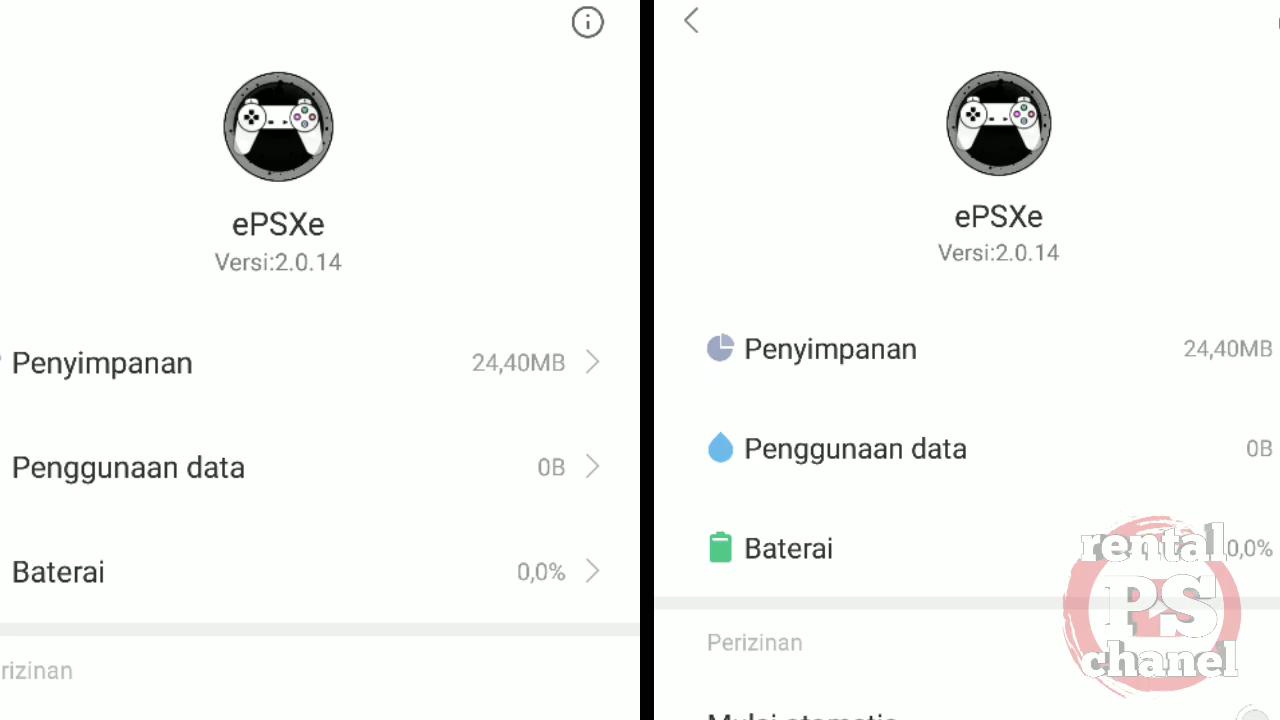 ePSXe
Versi:2.0.14
Penyimpanan 24,40MB
Penggunaan data 0B
Baterai 0,0%
rizinan
ePSXe
Versi:2.0.14
Penyimpanan 24,40MB
Penggunaan data 0B
Baterai 0,0%
Perizinan
Mulai otomatis
rental
PS
chanel